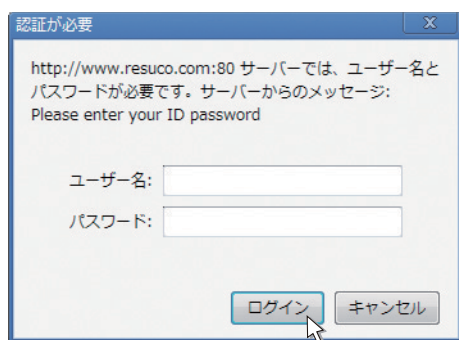 認証が必要
X
http://www.resuco.com:80 サーバーでは、ユーザー名と
パスワードが必要です。サーバーからのメッセージ:
Please enter your ID password
ユーザー名:
パスワード:
ログイン キャンセル